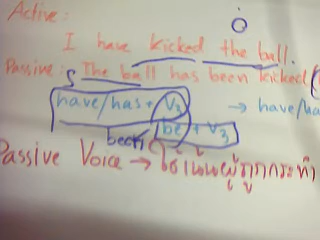 Active:
I have kicked the ball.
Passive: S The ball has been kicked
have/has + V3 → have/ha
been be + V3
Passive Voice → ใช้เน้นผู้ถูกกระทำ